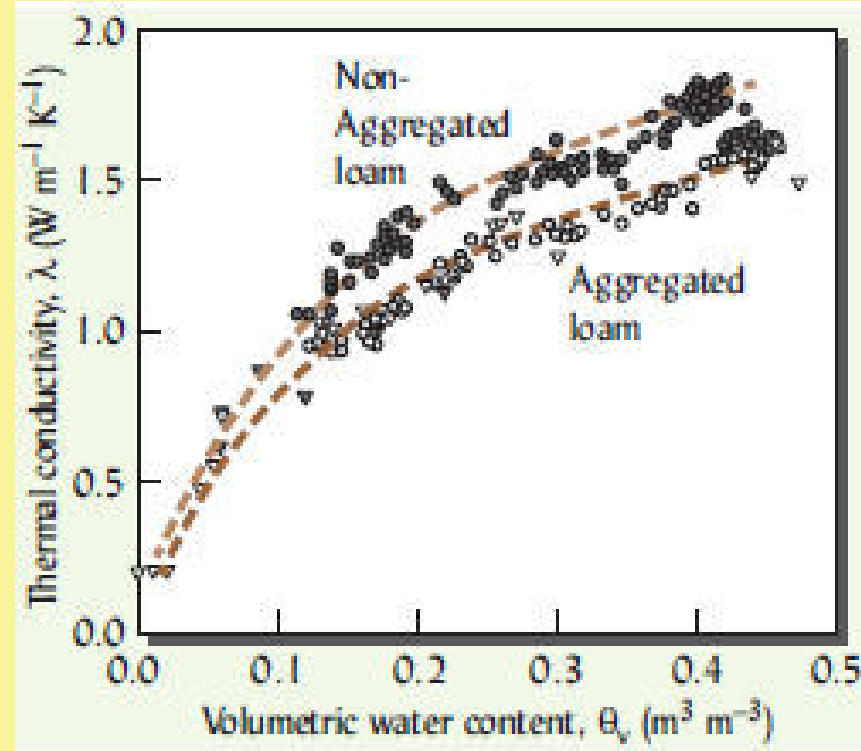 2.0
1.5
1.0
0.5
0.0
Thermal conductivity, λ (W m⁻¹ K⁻¹)
Non-
Aggregated
loam
Aggregated
loam
0.0 0.1 0.2 0.3 0.4 0.5
Volumetric water content, θᵥ (m³ m⁻³)